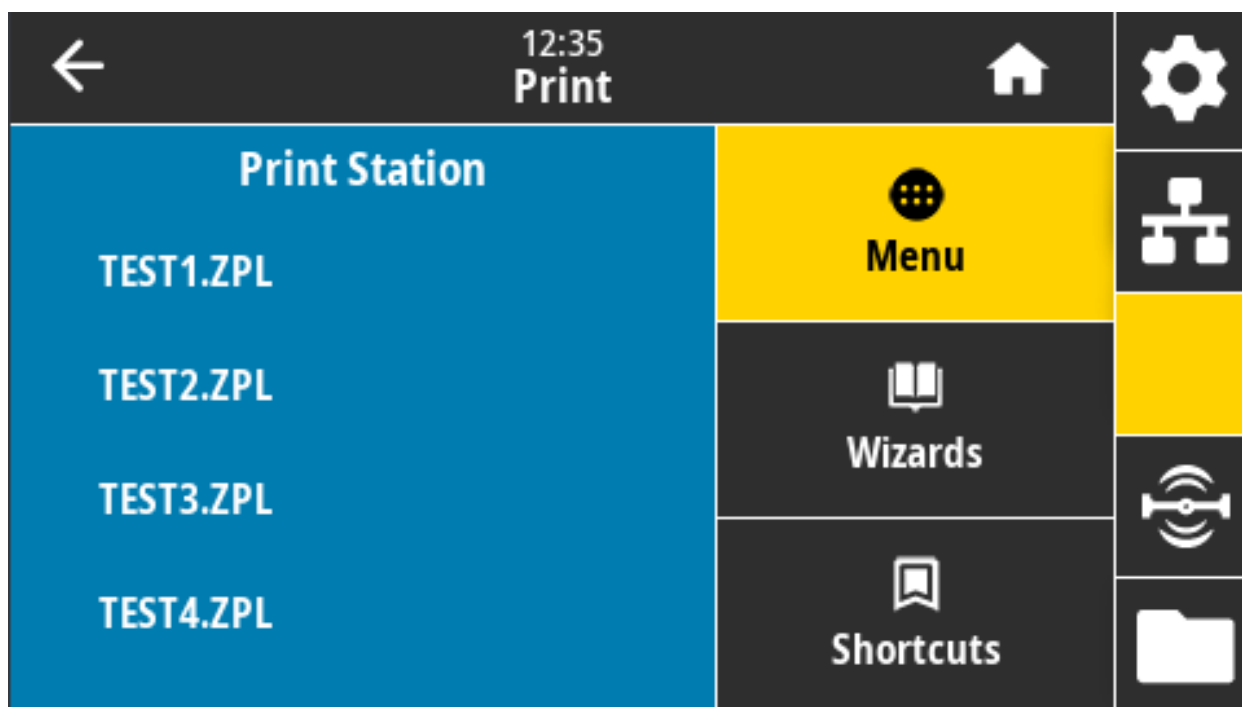 12:35
Print
Print Station
TEST1.ZPL
TEST2.ZPL
TEST3.ZPL
TEST4.ZPL
Menu
Wizards
Shortcuts